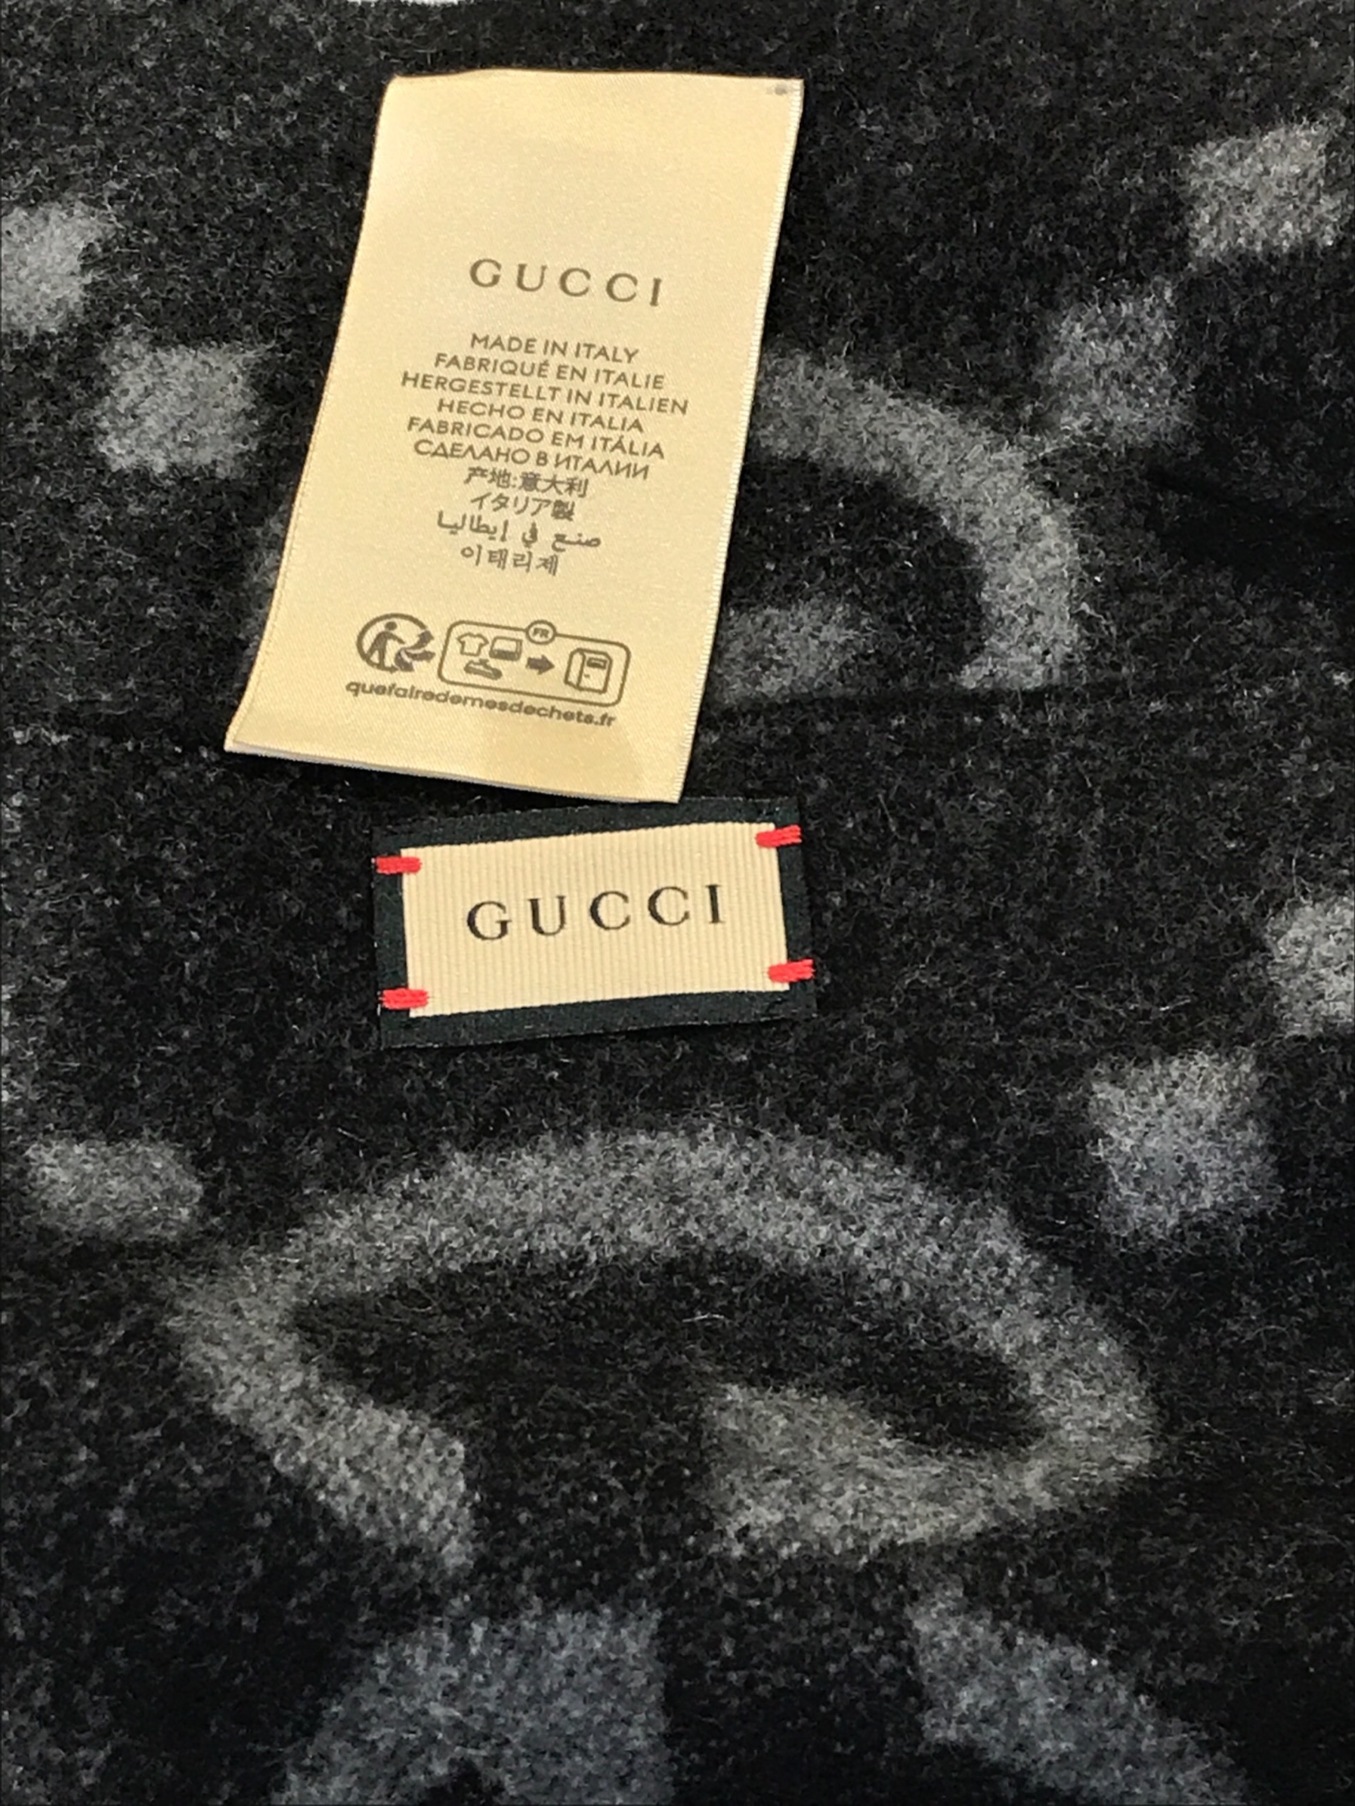 GUCCI
MADE IN ITALY
FABRIQUÉ EN ITALIE
HERGESTELLT IN ITALIEN
HECHO EN ITALIA
FABRICADO EM ITÁLIA
СДЕЛАНО В ИТАЛИИ
产地:意大利
イタリア製
صنع في إيطاليا
이태리제
FR
quefairedemesdechets.fr
GUCCI